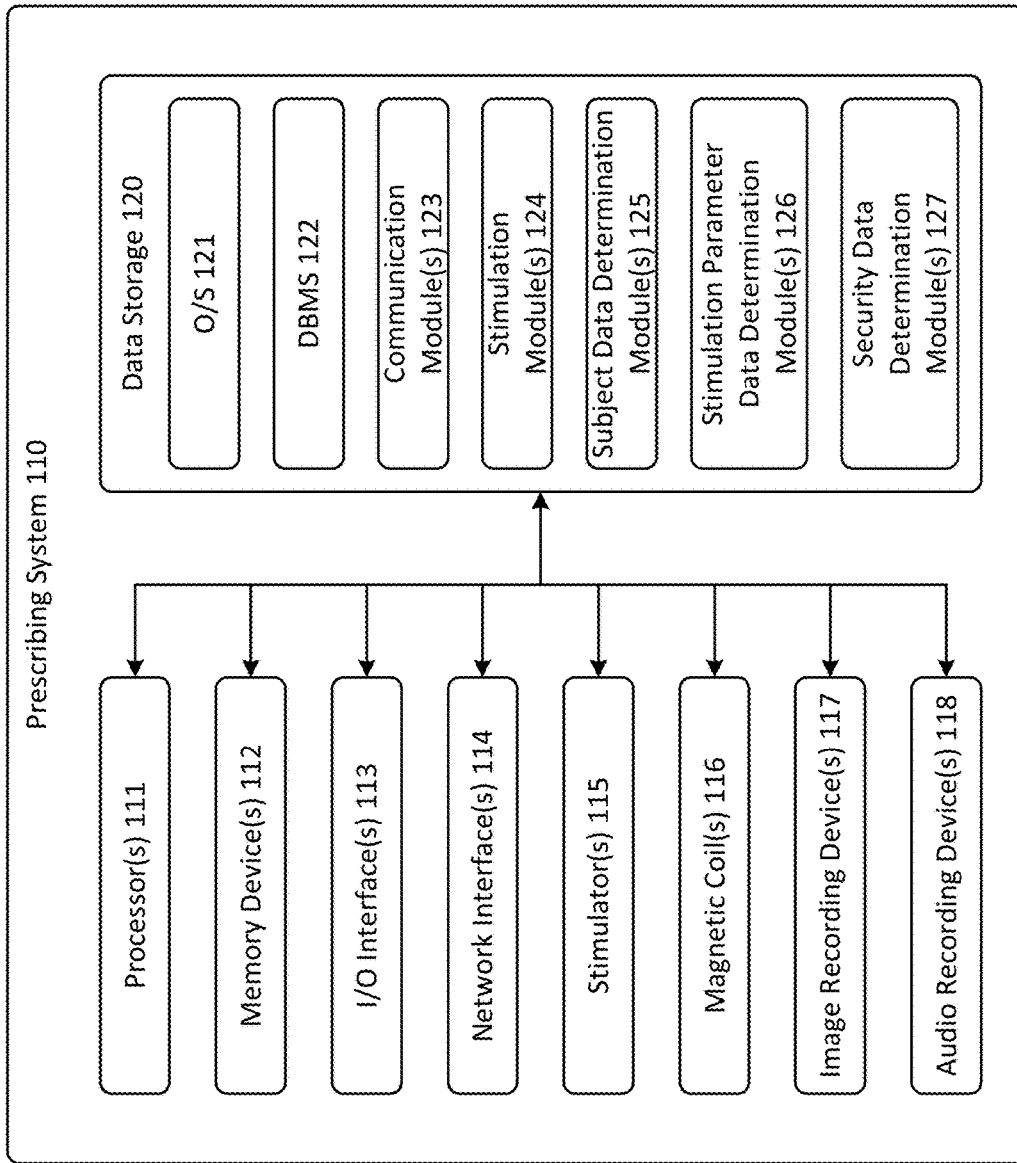 Prescribing System 110
Processor(s) 111
Memory Device(s) 112
I/O Interface(s) 113
Network Interface(s) 114
Stimulator(s) 115
Magnetic Coil(s) 116
Image Recording Device(s) 117
Audio Recording Device(s) 118
Data Storage 120
O/S 121
DBMS 122
Communication
Module(s) 123
Stimulation
Module(s) 124
Subject Data Determination
Module(s) 125
Stimulation Parameter
Data Determination
Module(s) 126
Security Data
Determination
Module(s) 127